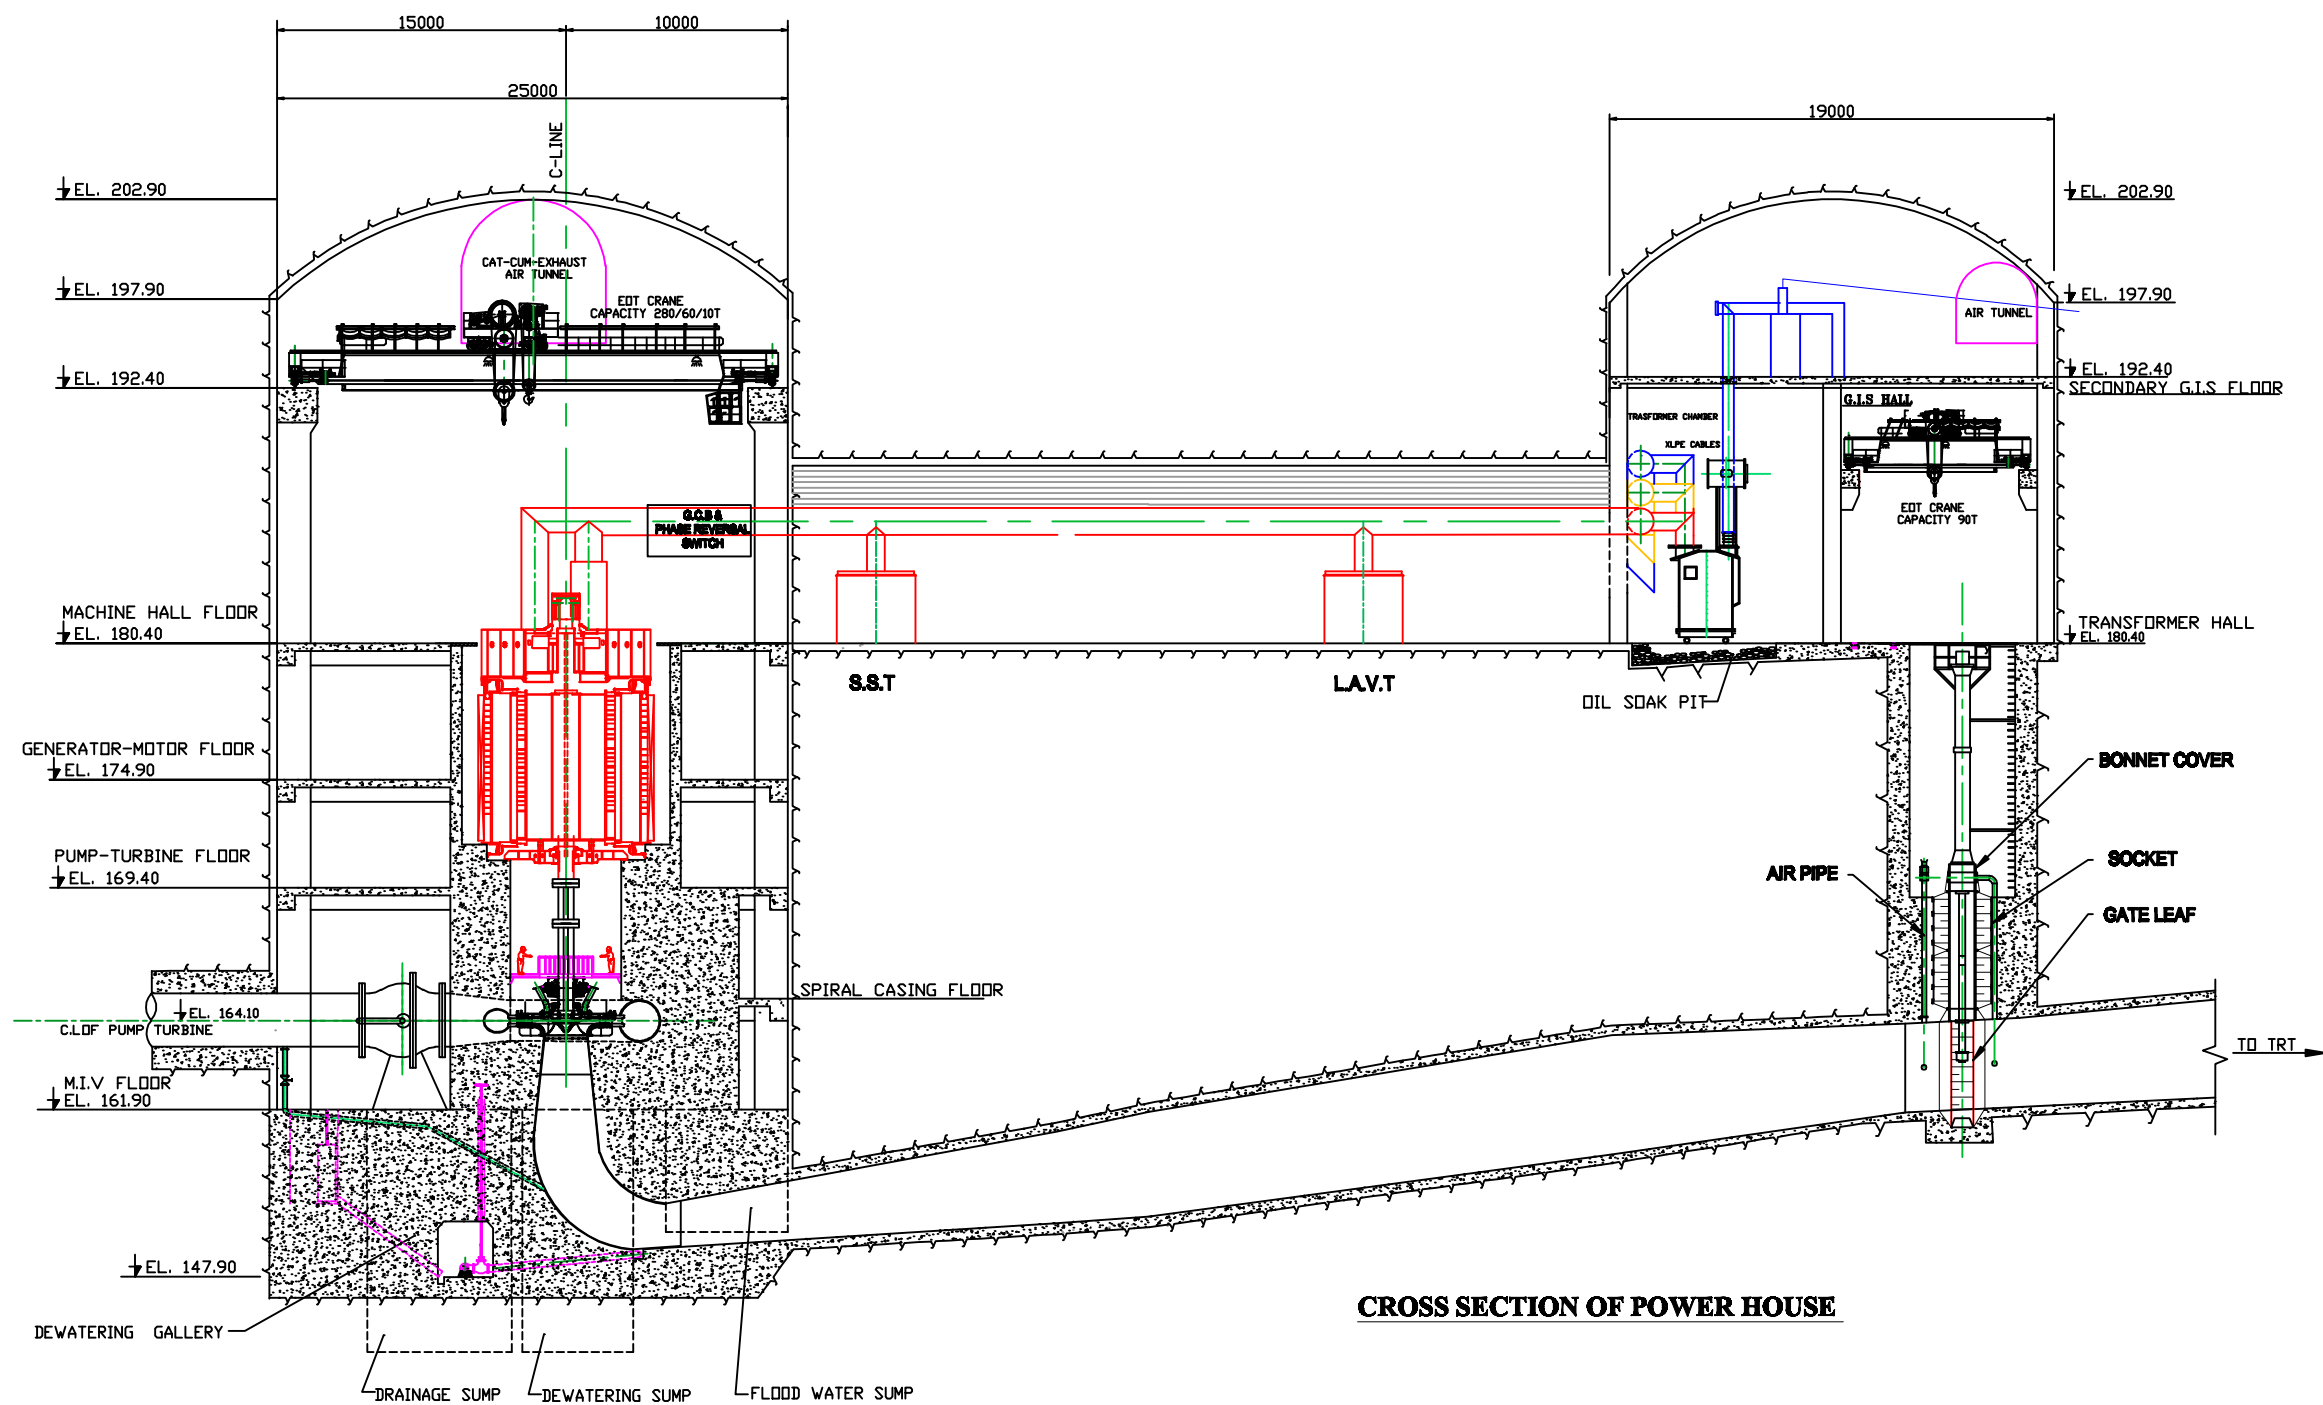 15000
10000
25000
C-LINE
19000
EL. 202.90
EL. 202.90
CAT-CUM-EXHAUST
AIR TUNNEL
EL. 197.90
EOT CRANE
CAPACITY 280/60/10T
EL. 197.90
AIR TUNNEL
EL. 192.40
EL. 192.40
SECONDARY G.I.S FLOOR
G.I.S HALL
TRASFORMER CHAMBER
XLPE CABLES
EOT CRANE
CAPACITY 90T
G.C.B &
PHASE REVERSAL
SWITCH
MACHINE HALL FLOOR
EL. 180.40
TRANSFORMER HALL
EL. 180.40
S.S.T
L.A.V.T
OIL SOAK PIT
GENERATOR-MOTOR FLOOR
EL. 174.90
BONNET COVER
PUMP-TURBINE FLOOR
EL. 169.40
AIR PIPE
SOCKET
GATE LEAF
SPIRAL CASING FLOOR
EL. 164.10
C.LOF PUMP TURBINE
TO TRT
M.I.V FLOOR
EL. 161.90
EL. 147.90
CROSS SECTION OF POWER HOUSE
DEWATERING GALLERY
DRAINAGE SUMP
DEWATERING SUMP
FLOOD WATER SUMP